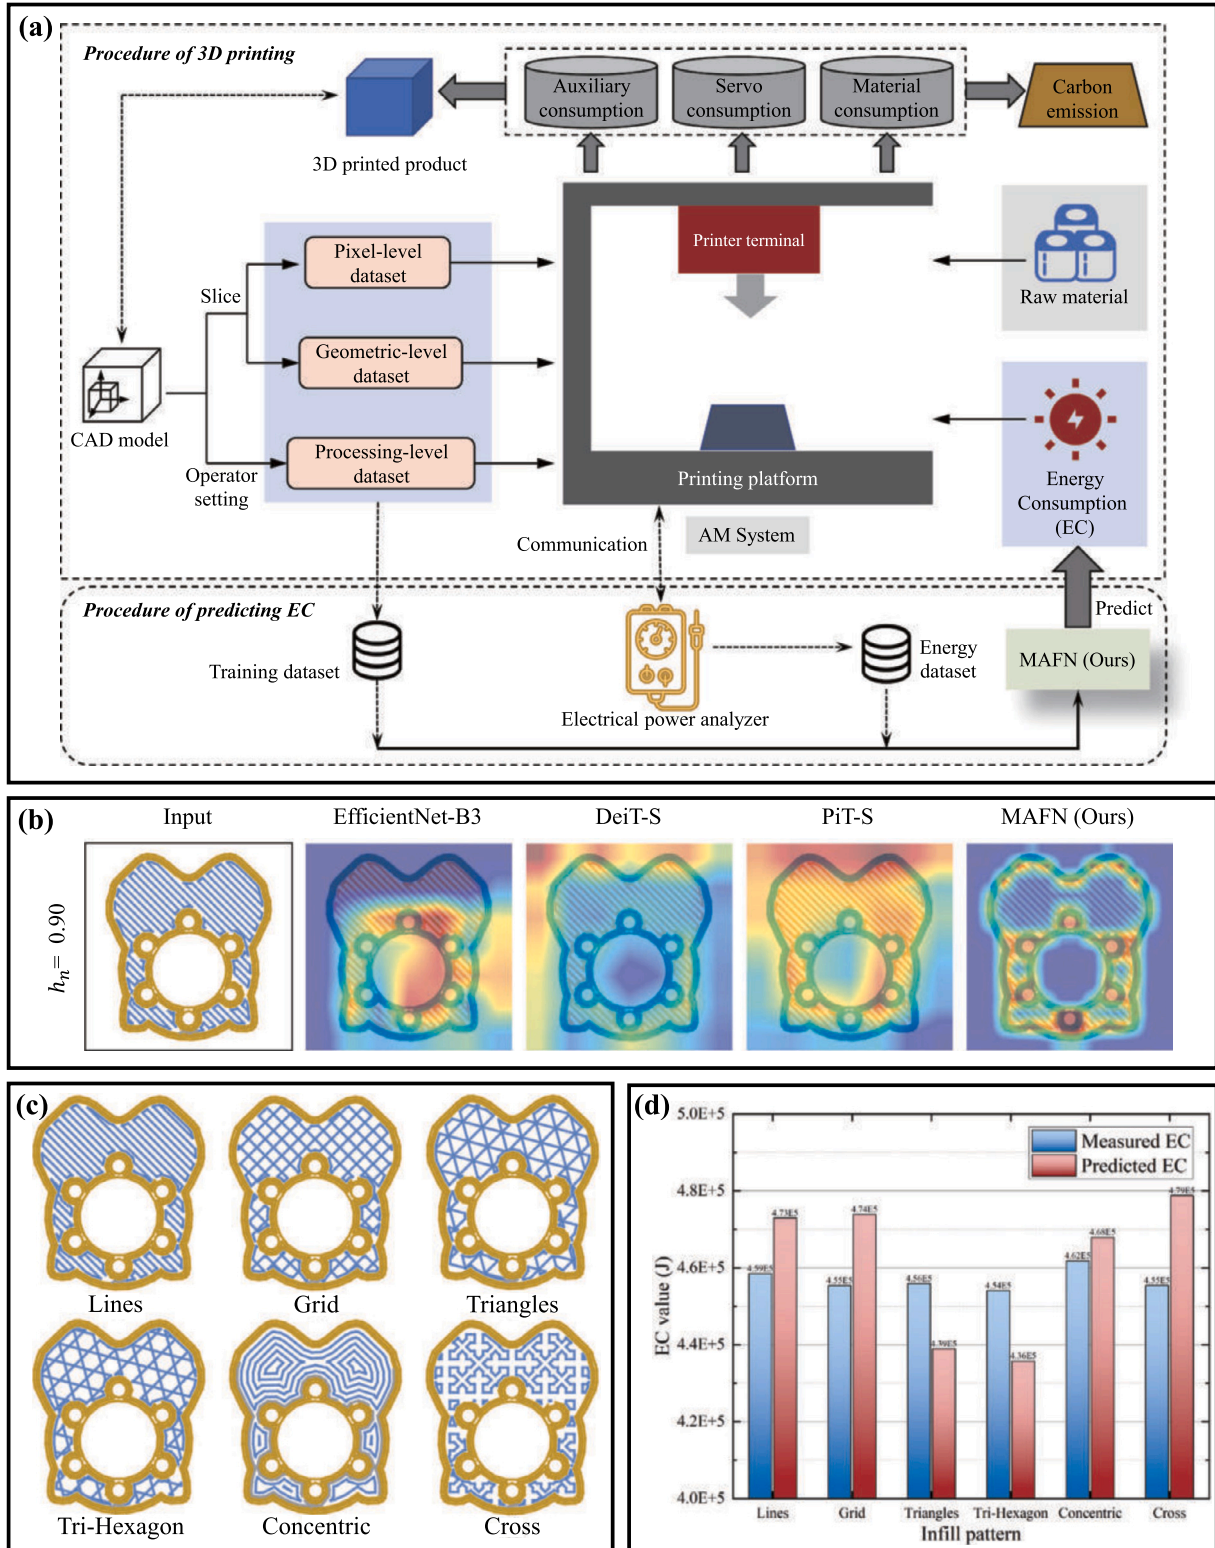 (a)
Procedure of 3D printing
3D printed product
Auxiliary
consumption
Servo
consumption
Material
consumption
Carbon
emission
Printer terminal
Raw material
Pixel-level
dataset
Slice
Geometric-level
dataset
CAD model
Processing-level
dataset
Operator
setting
Printing platform
Energy
Consumption
(EC)
Communication
AM System
Procedure of predicting EC
Predict
Training dataset
Electrical power analyzer
Energy
dataset
MAFN (Ours)
(b)
Input
EfficientNet-B3
DeiT-S
PiT-S
MAFN (Ours)
hn= 0.90
(c)
Lines
Grid
Triangles
Tri-Hexagon
Concentric
Cross
(d)
Measured EC
Predicted EC
EC value (J)
5.0E+5
4.8E+5
4.6E+5
4.4E+5
4.2E+5
4.0E+5
4.59E5
4.73E5
4.55E5
4.74E5
4.56E5
4.39E5
4.54E5
4.36E5
4.62E5
4.68E5
4.55E5
4.79E5
Lines
Grid
Triangles
Tri-Hexagon
Concentric
Cross
Infill pattern